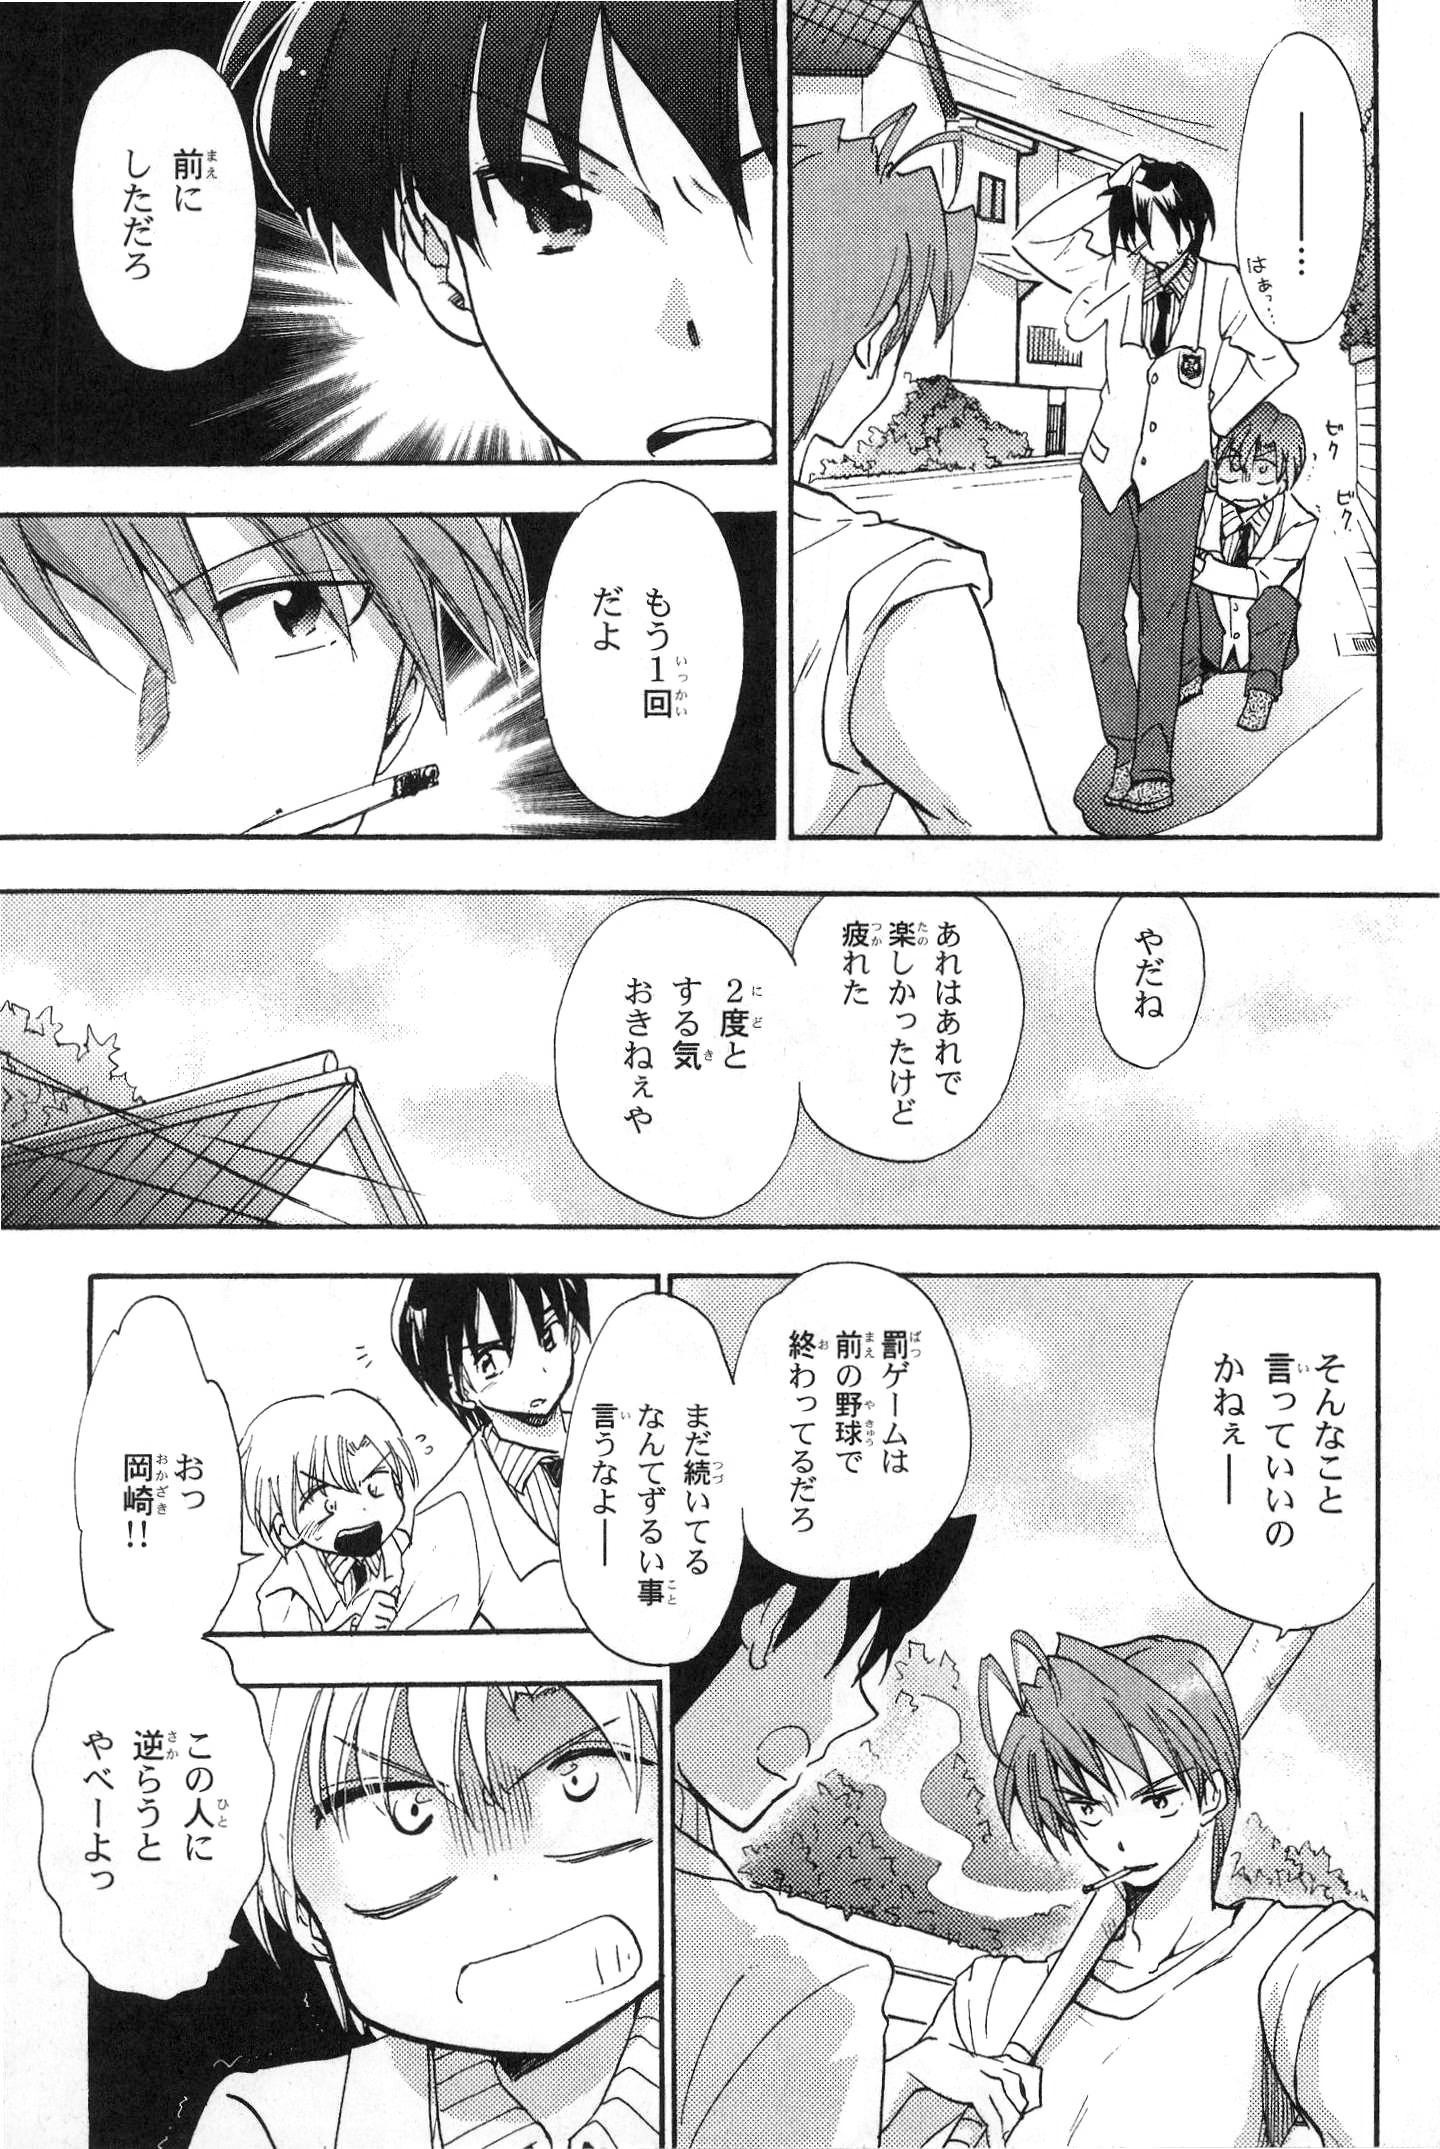 ――…
はぁっ…
ビク
ビク
前に
しただろ
もう1回
だよ
やだね
あれはあれで
楽しかったけど
疲れた
2度と
する気
おきねぇや
そんなこと
言っていいの
かねぇー
罰ゲームは
前の野球で
終わってるだろ
まだ続いてる
なんてずるい事
言うなよー
おっ
岡崎!!
この人に
逆らうと
やべーよっ